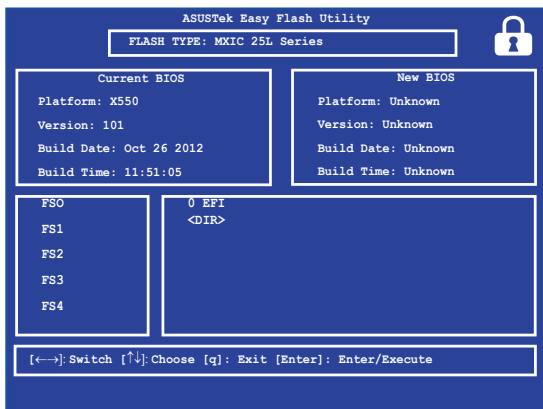 ASUSTek Easy Flash Utility
FLASH TYPE: MXIC 25L Series
Current BIOS
Platform: X550
Version: 101
Build Date: Oct 26 2012
Build Time: 11:51:05
New BIOS
Platform: Unknown
Version: Unknown
Build Date: Unknown
Build Time: Unknown
FSO
FS1
FS2
FS3
FS4
0 EFI
<DIR>
[←→]: Switch [↑↓]: Choose [q]: Exit [Enter]: Enter/Execute